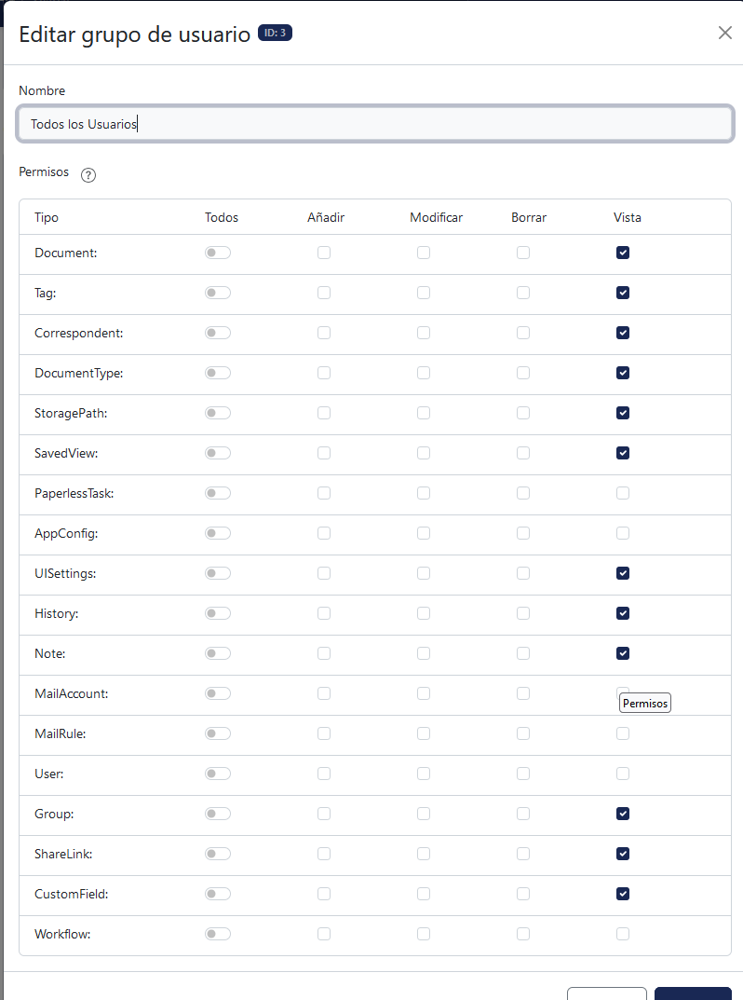 Editar grupo de usuario ID: 3
Nombre
Todos los Usuarios
Permisos ?
Tipo Todos Añadir Modificar Borrar Vista
Document:
Tag:
Correspondent:
DocumentType:
StoragePath:
SavedView:
PaperlessTask:
AppConfig:
UISettings:
History:
Note:
MailAccount:
Permisos
MailRule:
User:
Group:
ShareLink:
CustomField:
Workflow: